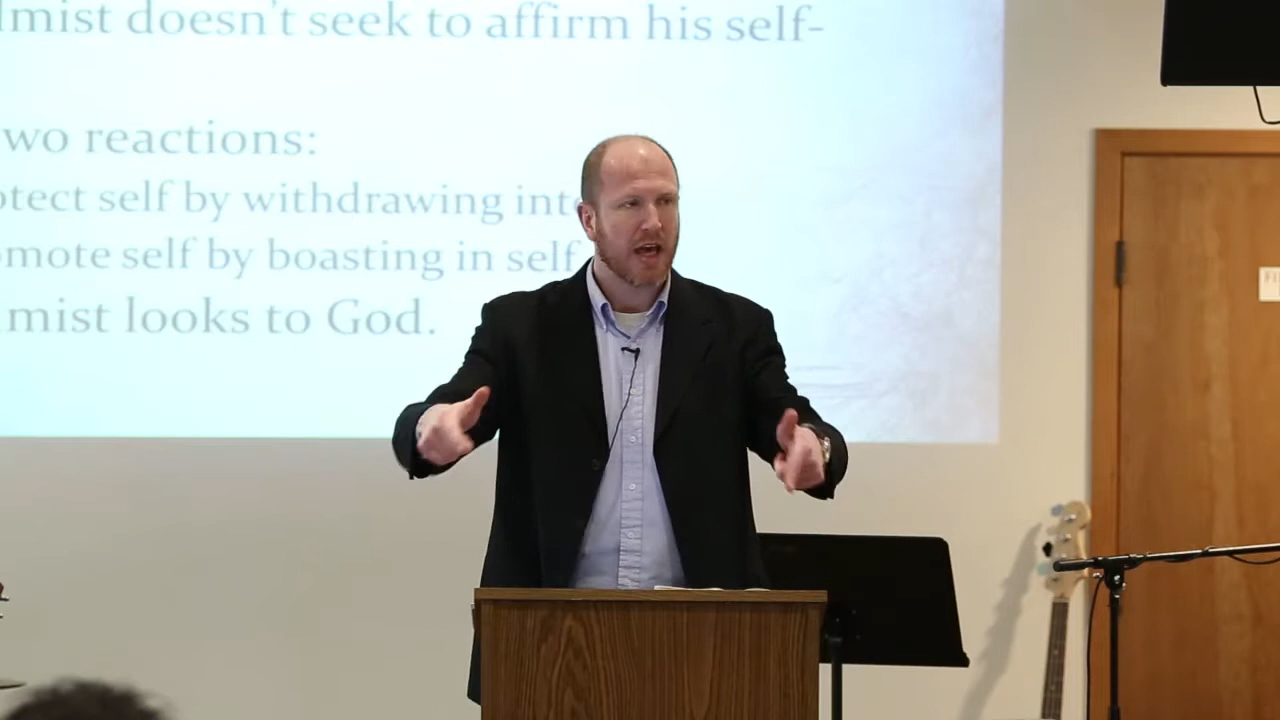 lmist doesn't seek to affirm his self-
wo reactions:
otect self by withdrawing int
omote self by boasting in self
lmist looks to God.
FI